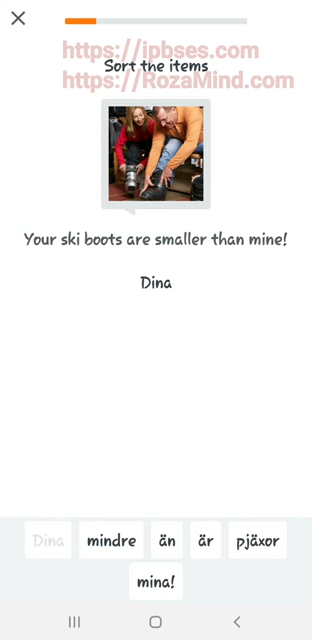 https://ipbses.com
Sort the items
https://RozaMind.com
Your ski boots are smaller than mine!
Dina
Dina mindre än är pjäxor
mina!